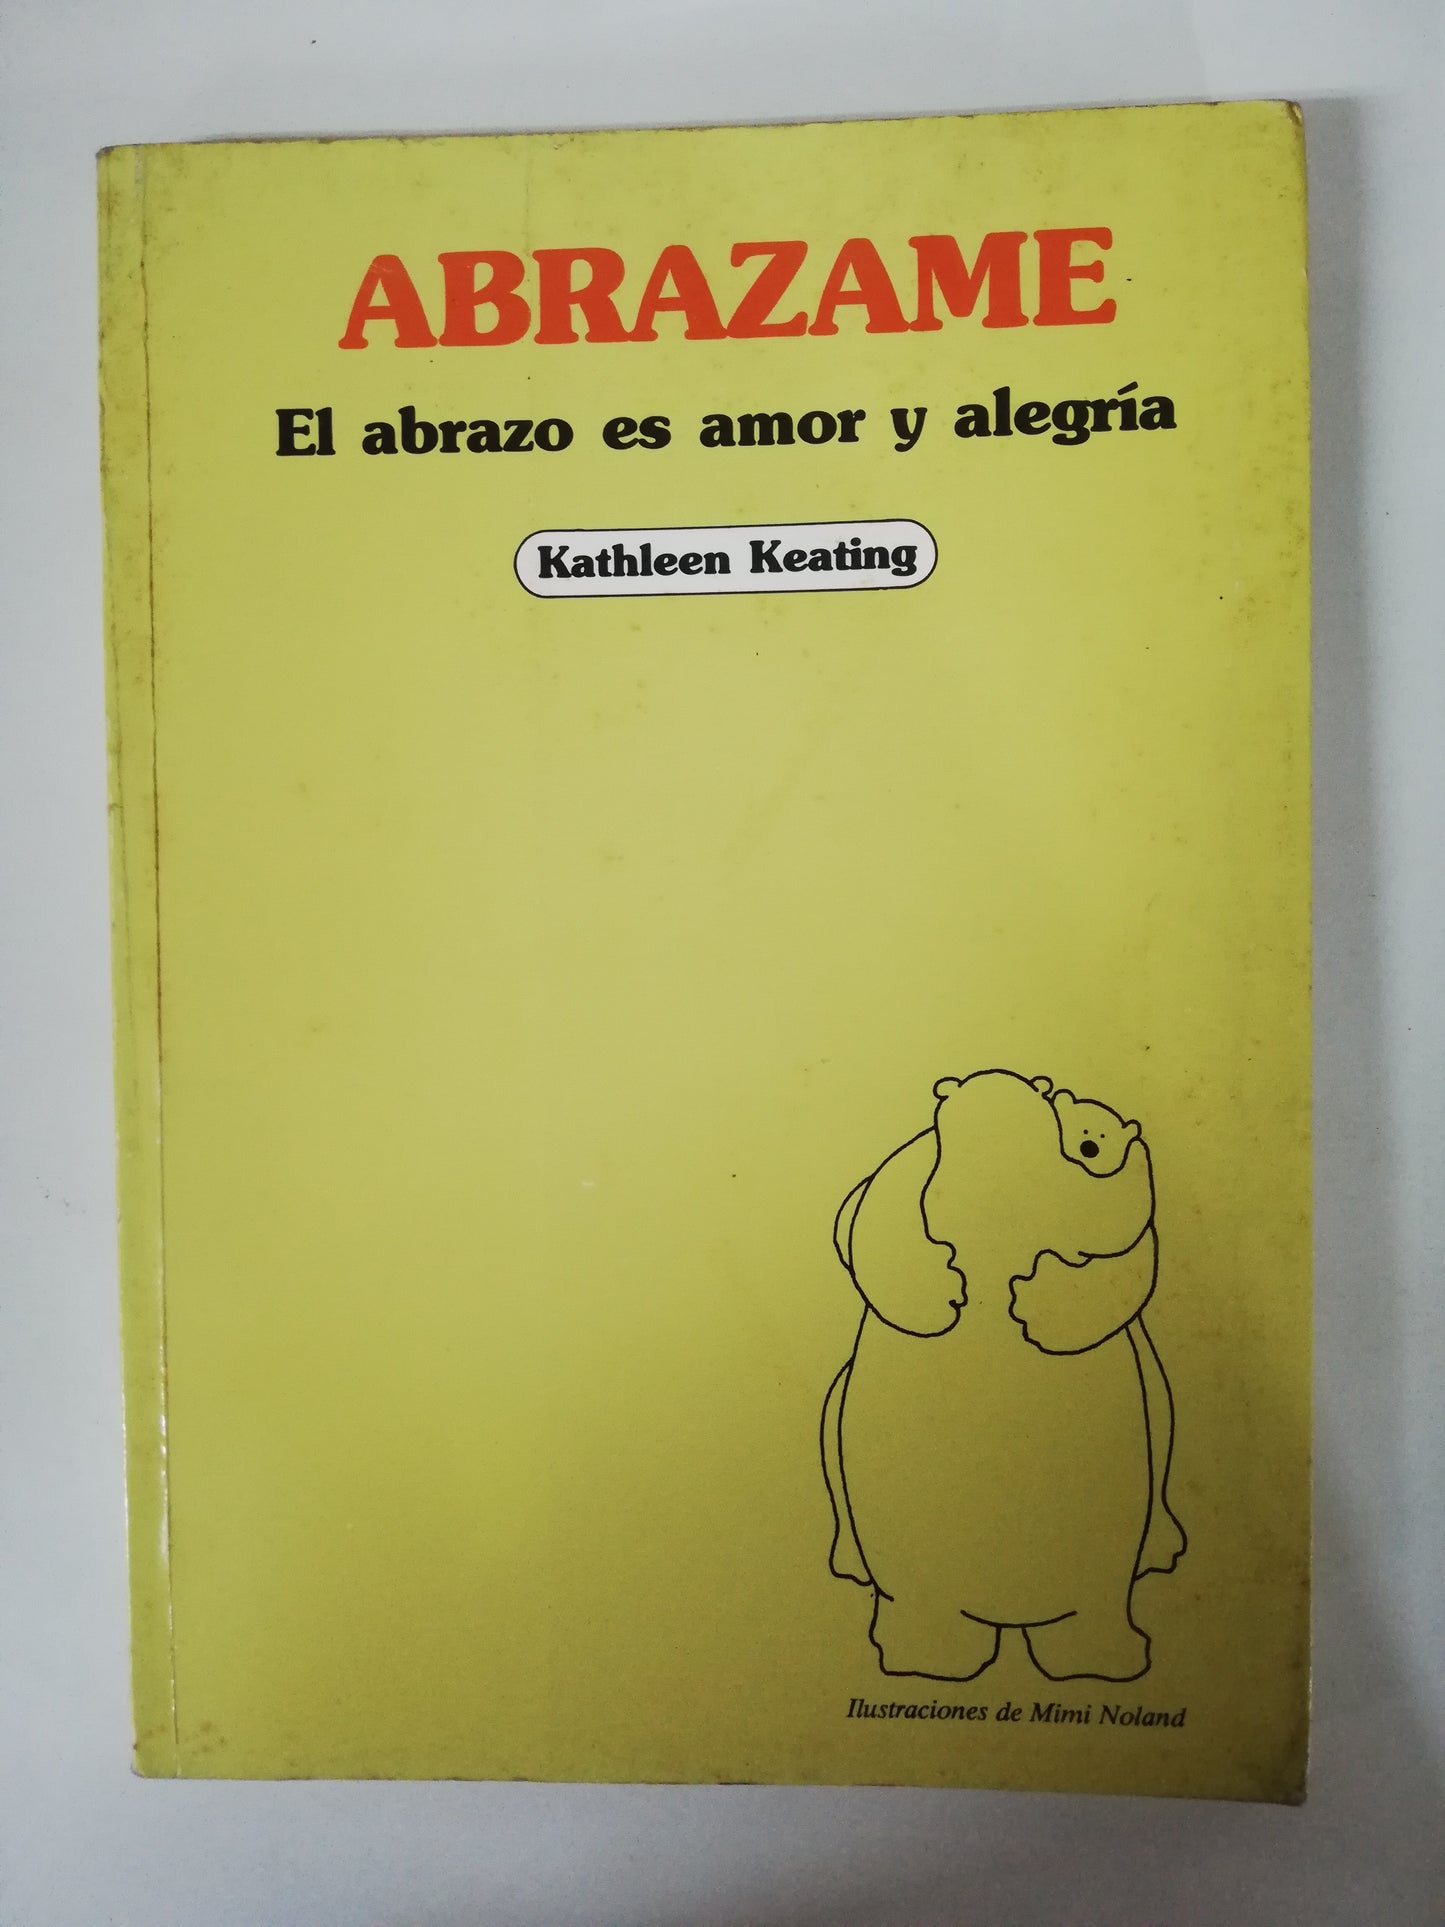 ABRAZAME
El abrazo es amor y alegría
Kathleen Keating
Ilustraciones de Mimi Noland